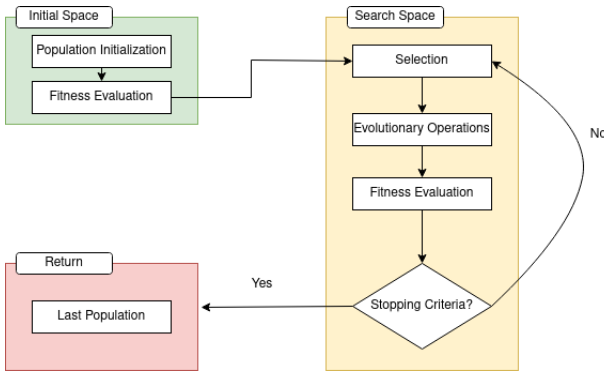 Initial Space
Population Initialization
Fitness Evaluation
Search Space
Selection
Evolutionary Operations
Fitness Evaluation
Stopping Criteria?
No
Yes
Return
Last Population